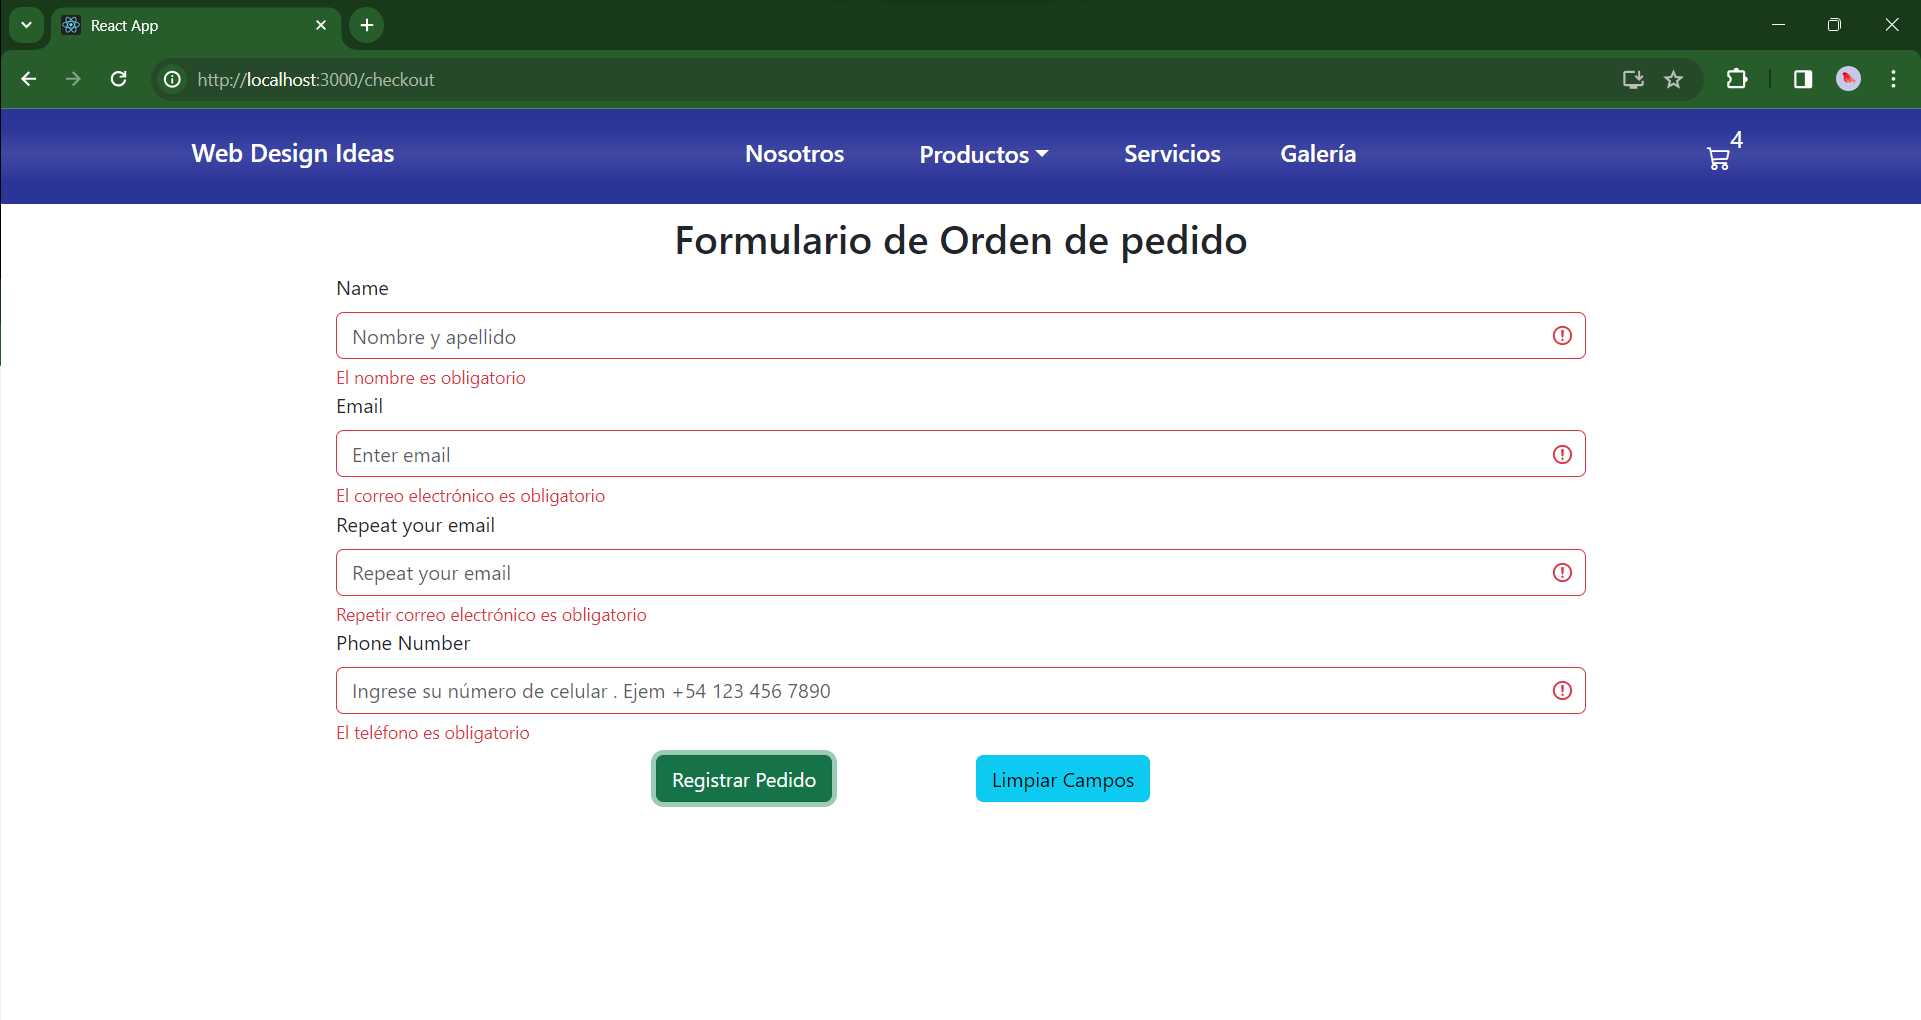 React App
http://localhost:3000/checkout
Web Design Ideas Nosotros Productos Servicios Galería 4
Formulario de Orden de pedido
Name
Nombre y apellido
El nombre es obligatorio
Email
Enter email
El correo electrónico es obligatorio
Repeat your email
Repeat your email
Repetir correo electrónico es obligatorio
Phone Number
Ingrese su número de celular . Ejem +54 123 456 7890
El teléfono es obligatorio
Registrar Pedido Limpiar Campos